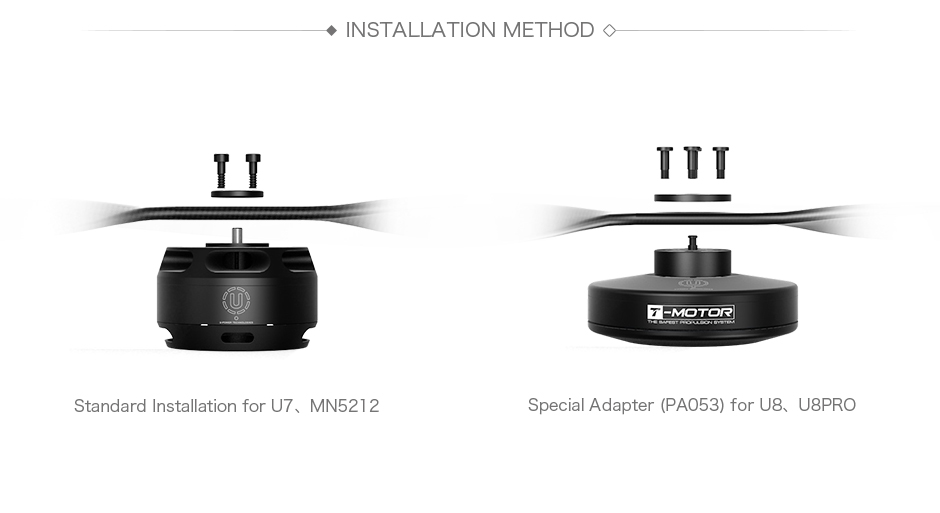 INSTALLATION METHOD
U
T-MOTOR
THE SAFEST PROPULSION SYSTEM
Standard Installation for U7、MN5212
Special Adapter (PA053) for U8、U8PRO